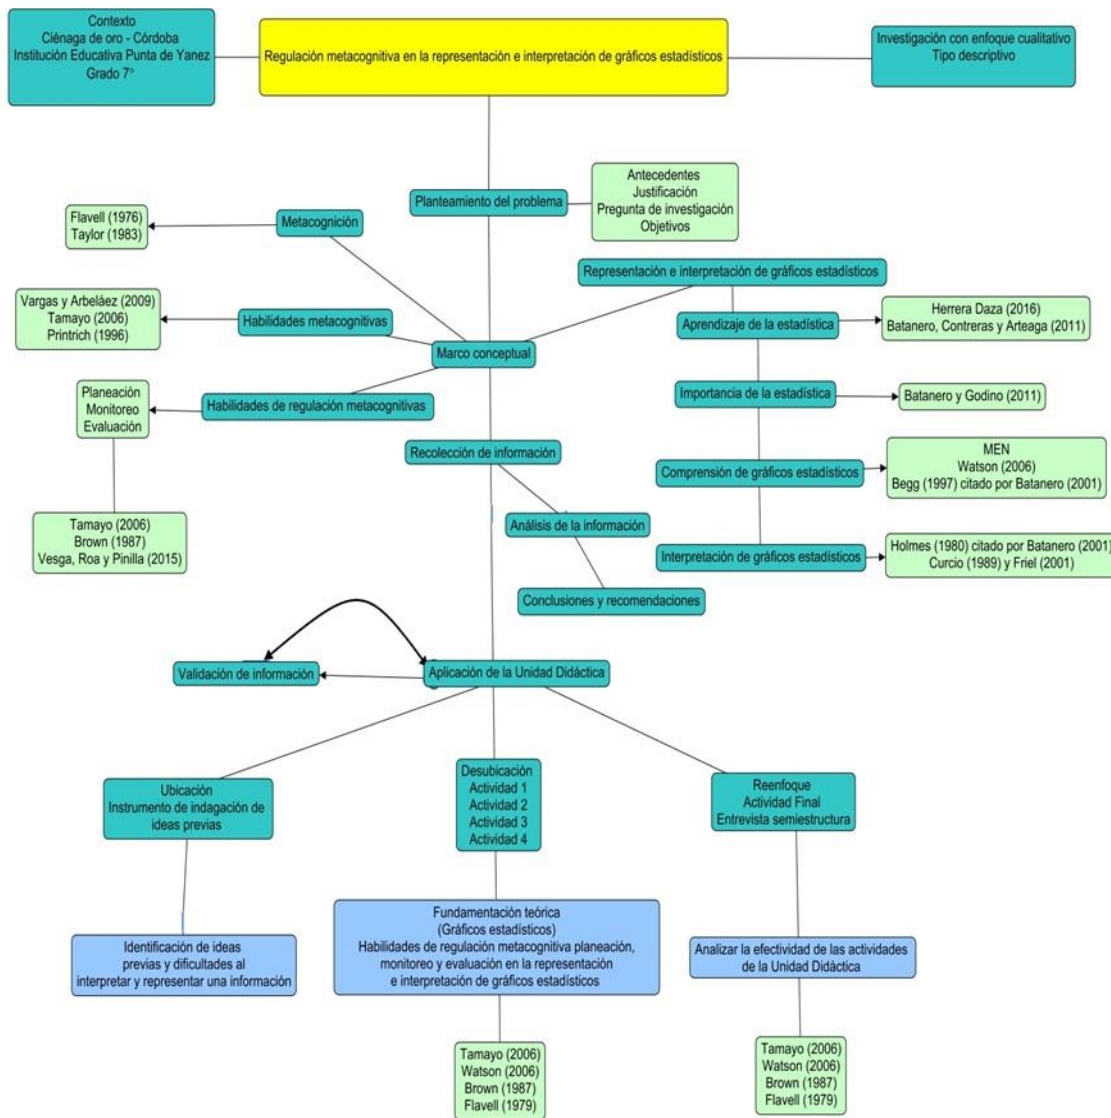 Contexto
Ciénaga de oro - Córdoba
Institución Educativa Punta de Yanez
Grado 7°
Regulación metacognitiva en la representación e interpretación de gráficos estadísticos
Investigación con enfoque cualitativo
Tipo descriptivo
Planteamiento del problema
Antecedentes
Justificación
Pregunta de investigación
Objetivos
Flavell (1976)
Taylor (1983)
Metacognición
Representación e interpretación de gráficos estadísticos
Vargas y Arbeláez (2009)
Tamayo (2006)
Printrich (1996)
Habilidades metacognitivas
Aprendizaje de la estadística
Herrera Daza (2016)
Batanero, Contreras y Arteaga (2011)
Marco conceptual
Planeación
Monitoreo
Evaluación
Habilidades de regulación metacognitivas
Importancia de la estadística
Batanero y Godino (2011)
Recolección de información
Comprensión de gráficos estadísticos
MEN
Watson (2006)
Begg (1997) citado por Batanero (2001)
Tamayo (2006)
Brown (1987)
Vesga, Roa y Pinilla (2015)
Análisis de la información
Interpretación de gráficos estadísticos
Holmes (1980) citado por Batanero (2001)
Curcio (1989) y Friel (2001)
Conclusiones y recomendaciones
Validación de información
Aplicación de la Unidad Didáctica
Ubicación
Instrumento de indagación de
ideas previas
Desubicación
Actividad 1
Actividad 2
Actividad 3
Actividad 4
Reenfoque
Actividad Final
Entrevista semiestructura
Identificación de ideas
previas y dificultades al
interpretar y representar una información
Fundamentación teórica
(Gráficos estadísticos)
Habilidades de regulación metacognitiva planeación,
monitoreo y evaluación en la representación
e interpretación de gráficos estadísticos
Analizar la efectividad de las actividades
de la Unidad Didáctica
Tamayo (2006)
Watson (2006)
Brown (1987)
Flavell (1979)
Tamayo (2006)
Watson (2006)
Brown (1987)
Flavell (1979)